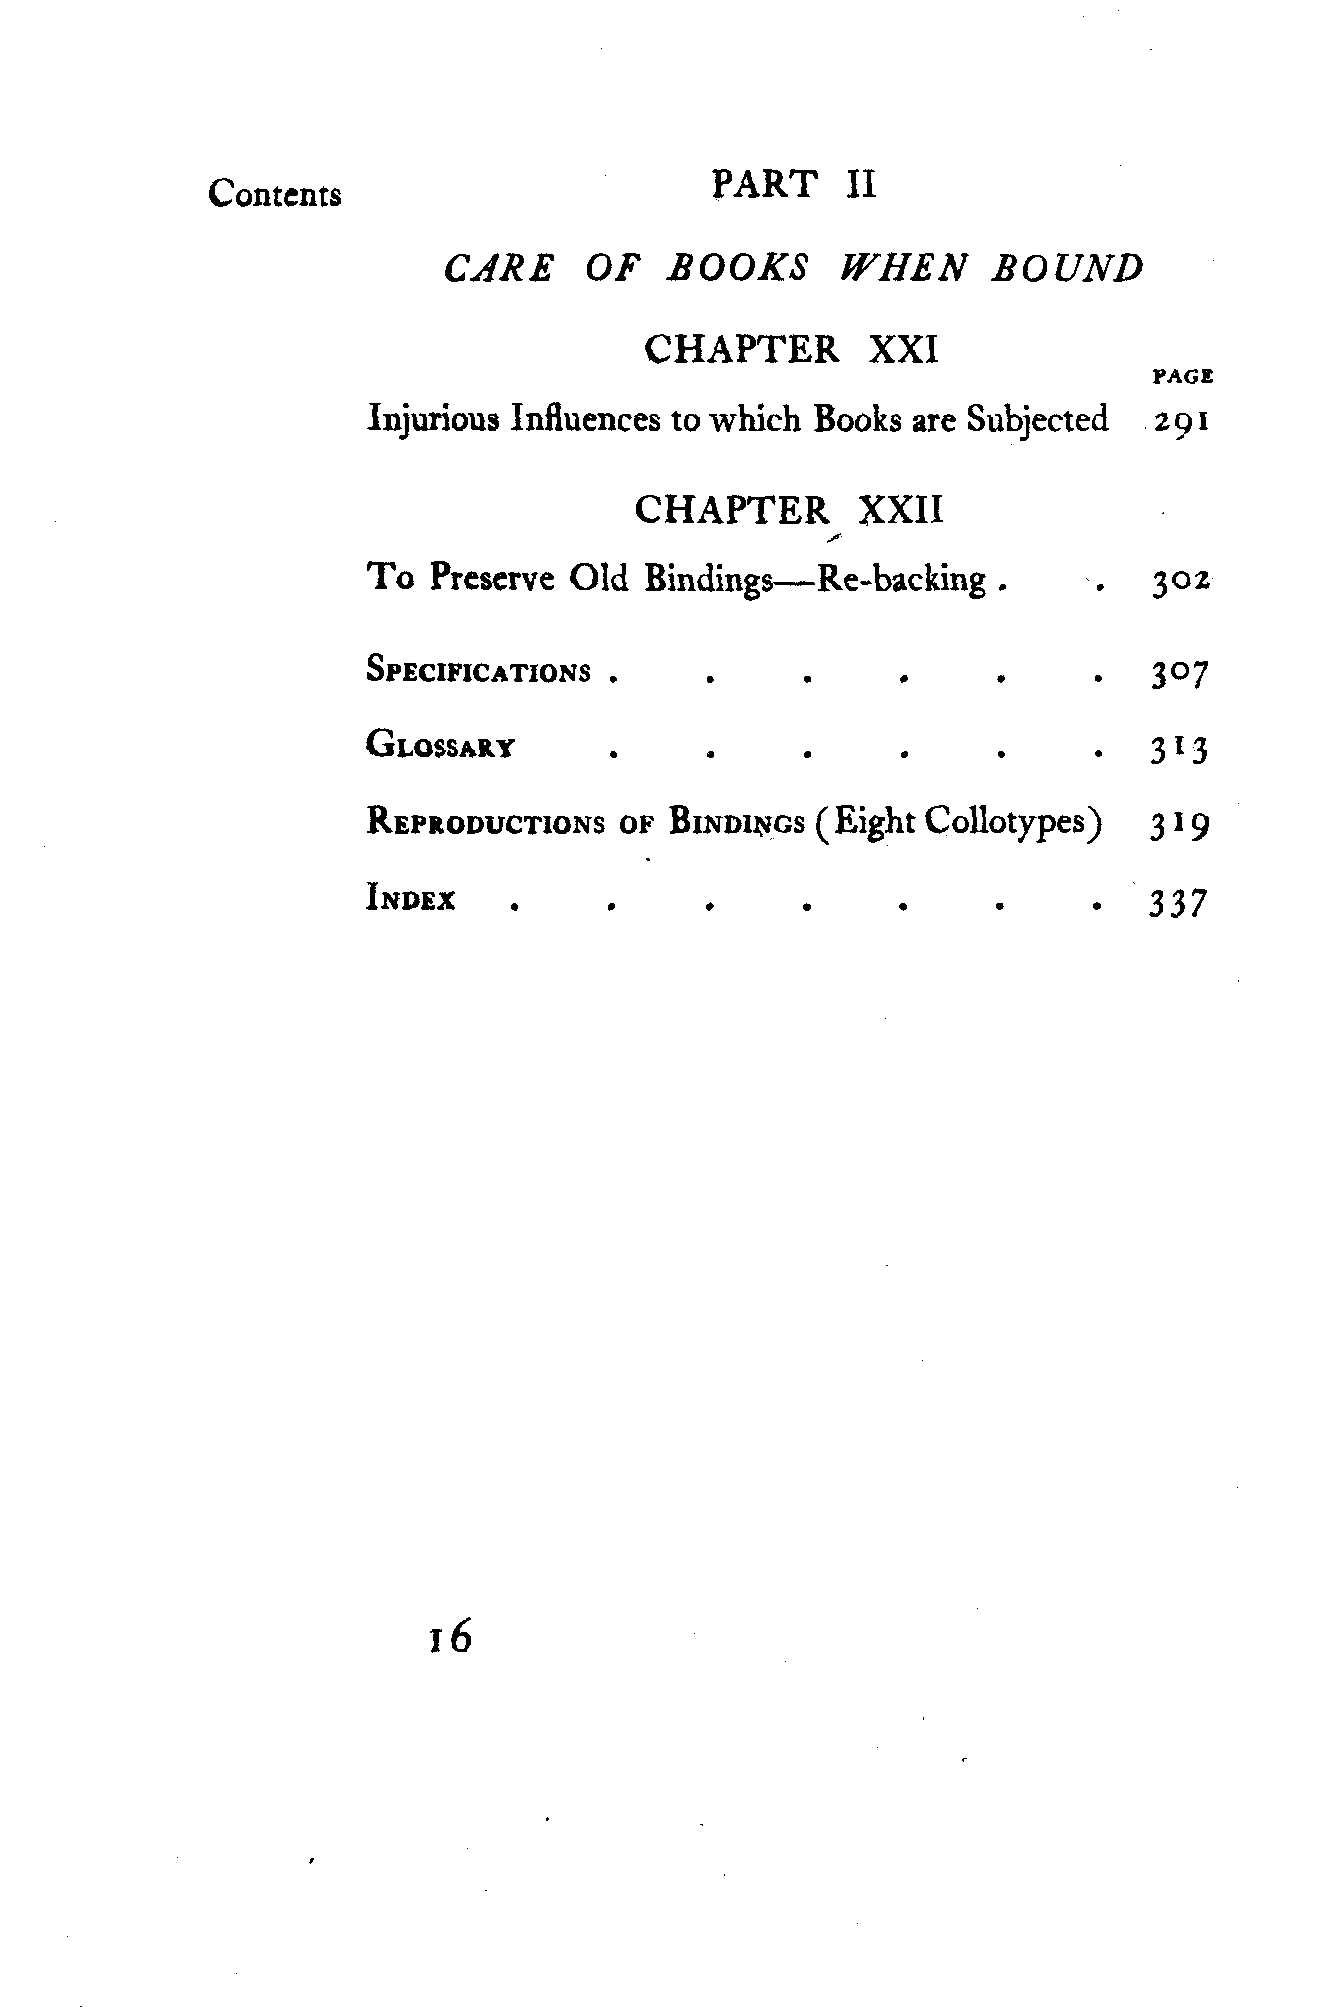 Contents
PART II
CARE OF BOOKS WHEN BOUND
CHAPTER XXI
PAGE
Injurious Influences to which Books are Subjected 291
CHAPTER XXII
To Preserve Old Bindings—Re-backing . . 302
SPECIFICATIONS . . . . . . 307
GLOSSARY . . . . . . 313
REPRODUCTIONS OF BINDINGS (Eight Collotypes) 319
INDEX . . . . . . . 337
16